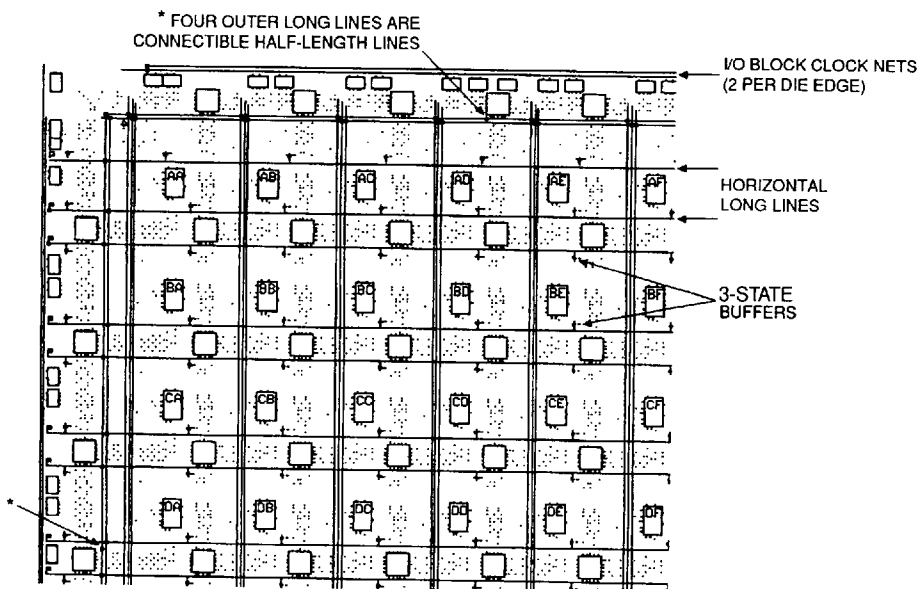 * FOUR OUTER LONG LINES ARE
CONNECTIBLE HALF-LENGTH LINES
I/O BLOCK CLOCK NETS
(2 PER DIE EDGE)
AA AB AC AD AE AF
HORIZONTAL
LONG LINES
BA BB BC BD BE BF
3-STATE
BUFFERS
CA CB CC CD CE CF
*
DA DB DC DD DE DF